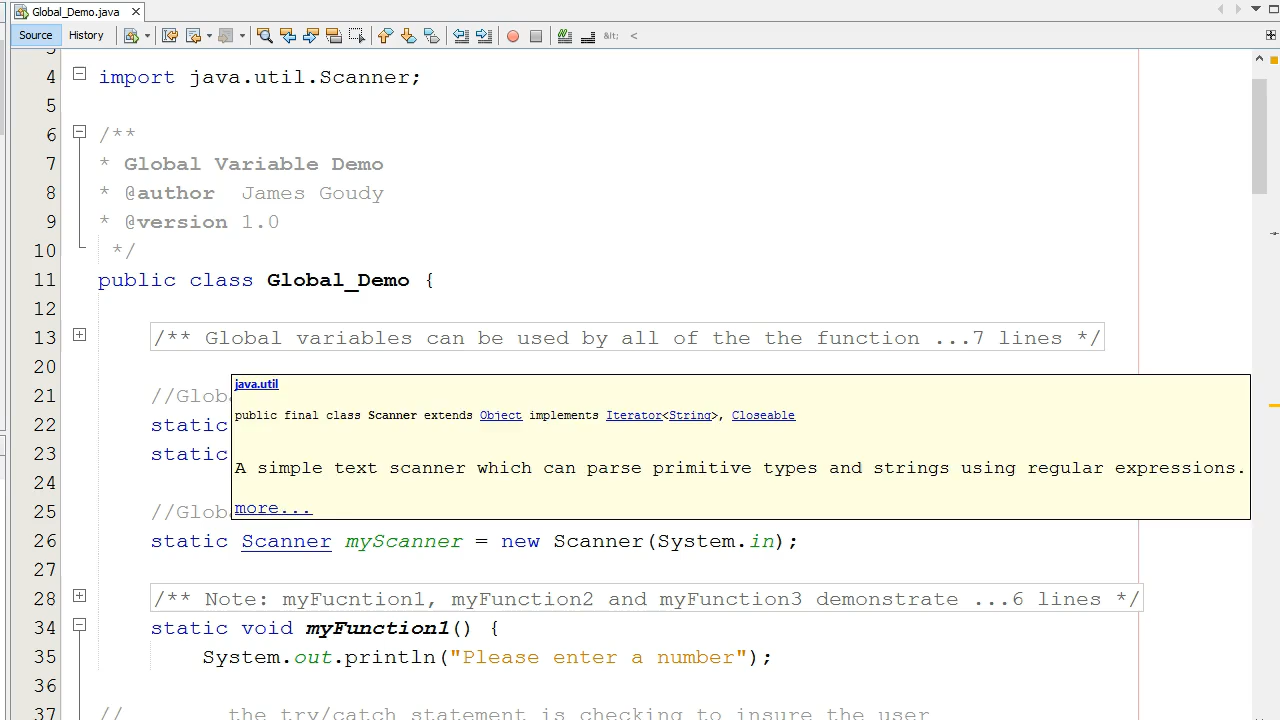 Global_Demo.java
Source History &lt; <
4 import java.util.Scanner;
5
6 /**
7 * Global Variable Demo
8 * @author James Goudy
9 * @version 1.0
10 */
11 public class Global_Demo {
12
13 /** Global variables can be used by all of the the function ...7 lines */
20
21 //Glob
22 static
23 static
24
java.util
public final class Scanner extends Object implements Iterator<String>, Closeable
A simple text scanner which can parse primitive types and strings using regular expressions.
more...
25 //Glob
26 static Scanner myScanner = new Scanner(System.in);
27
28 /** Note: myFucntion1, myFunction2 and myFunction3 demonstrate ...6 lines */
34 static void myFunction1() {
35 System.out.println("Please enter a number");
36
37 // the try/catch statement is checking to insure the user